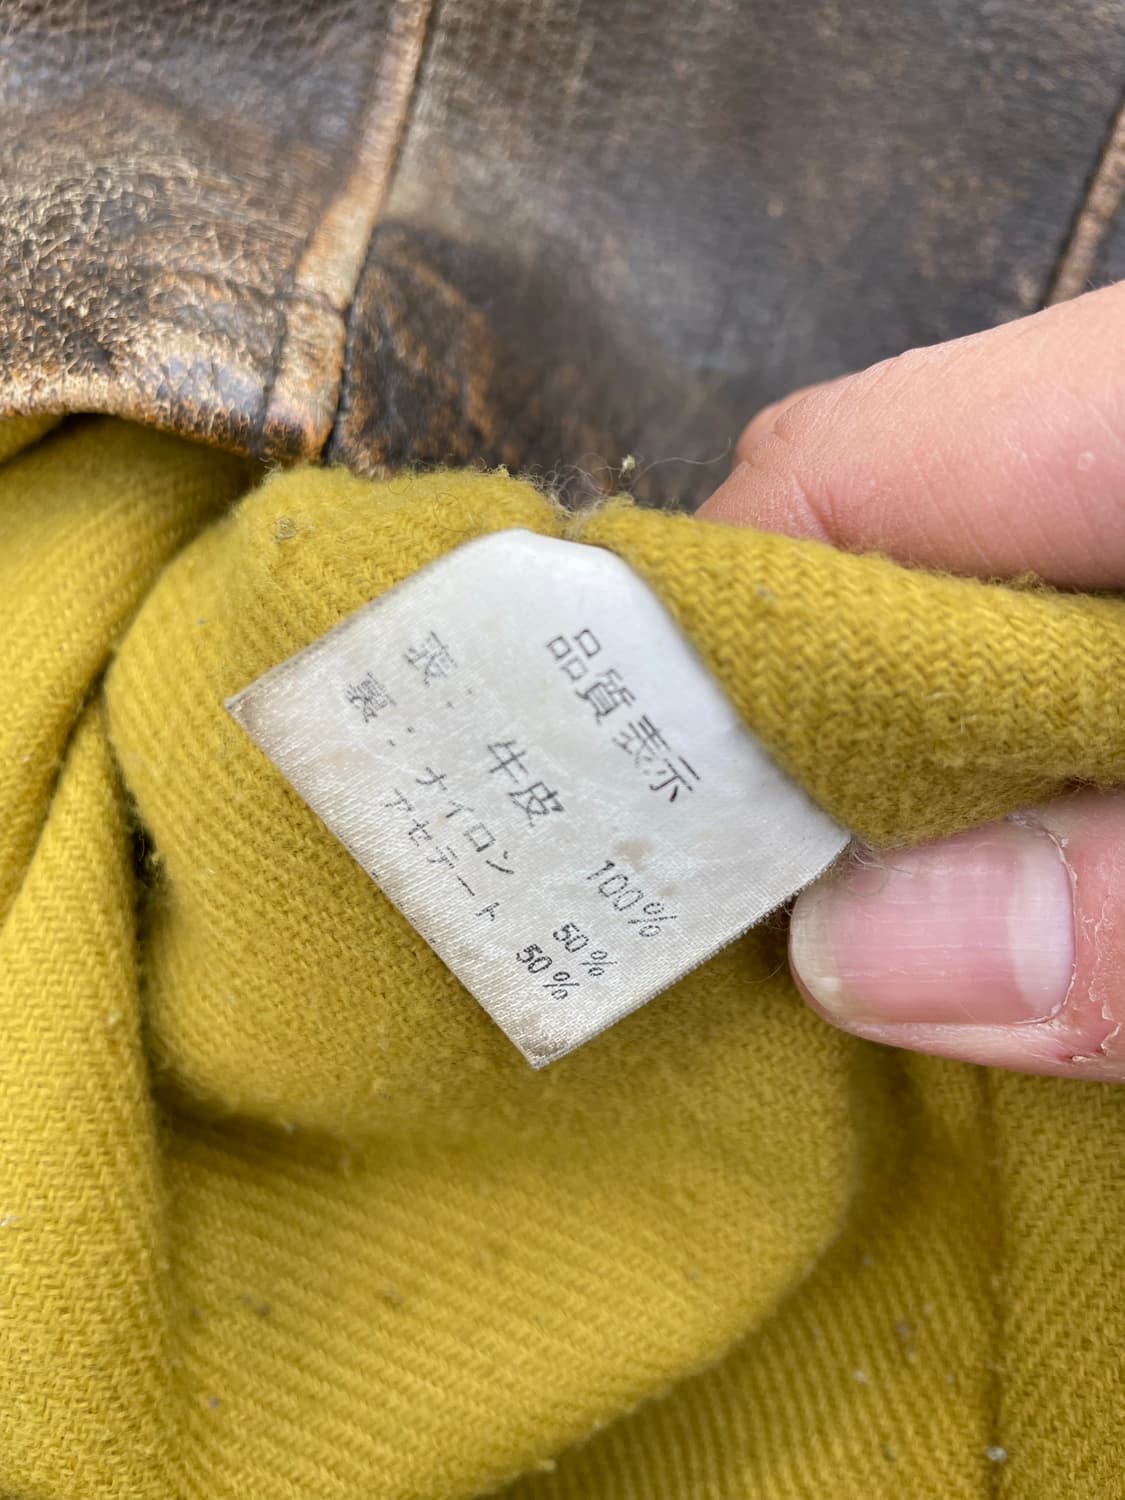 品質表示
表: 牛皮 100%
裏: ナイロン 50%
アセテート 50%